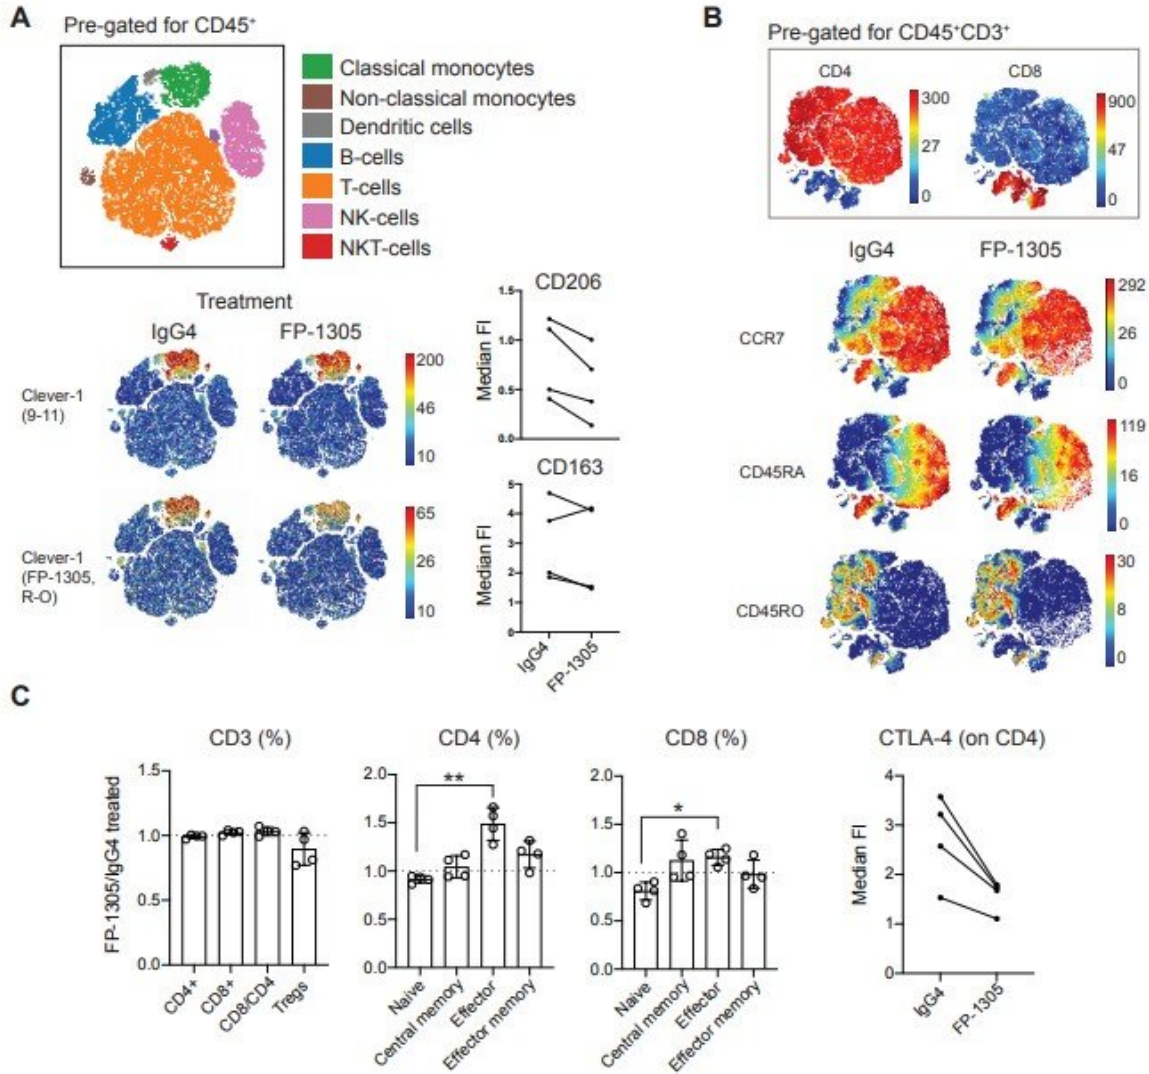 A
Pre-gated for CD45⁺
Classical monocytes
Non-classical monocytes
Dendritic cells
B-cells
T-cells
NK-cells
NKT-cells
Treatment
IgG4 FP-1305
Clever-1
(9-11)
200
46
10
Clever-1
(FP-1305,
R-O)
65
26
10
CD206
Median FI
1.5
1.0
0.5
0.0
CD163
Median FI
5
4
3
2
1
0
IgG4
FP-1305
B
Pre-gated for CD45⁺CD3⁺
CD4 CD8
300
27
0
900
47
0
IgG4 FP-1305
CCR7
292
26
0
CD45RA
119
16
0
CD45RO
30
8
0
C
CD3 (%)
FP-1305/IgG4 treated
1.5
1.0
0.5
0.0
CD4+
CD8+
CD8/CD4
Tregs
CD4 (%)
2.0
1.5
1.0
0.5
0.0
**
Naive
Central memory
Effector
Effector memory
CD8 (%)
2.0
1.5
1.0
0.5
0.0
*
Naive
Central memory
Effector
Effector memory
CTLA-4 (on CD4)
Median FI
4
3
2
1
0
IgG4
FP-1305